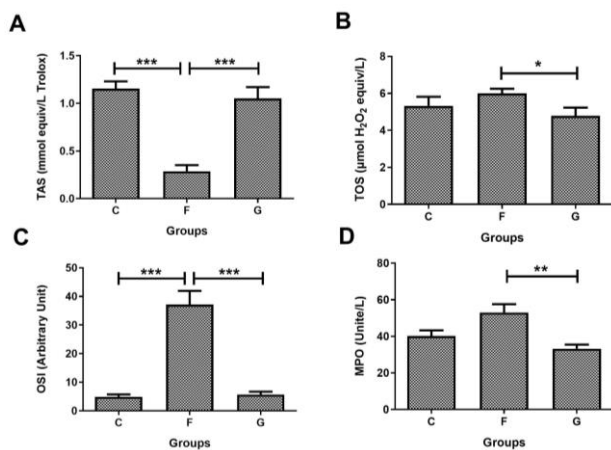 A
TAS (mmol equiv/L Trolox)
1.5
1.0
0.5
0.0
***
***
C
F
G
Groups
B
TOS (µmol H₂O₂ equiv/L)
8
6
4
2
0
*
C
F
G
Groups
C
OSI (Arbitrary Unit)
50
40
30
20
10
0
***
***
C
F
G
Groups
D
MPO (Unite/L)
80
60
40
20
0
**
C
F
G
Groups